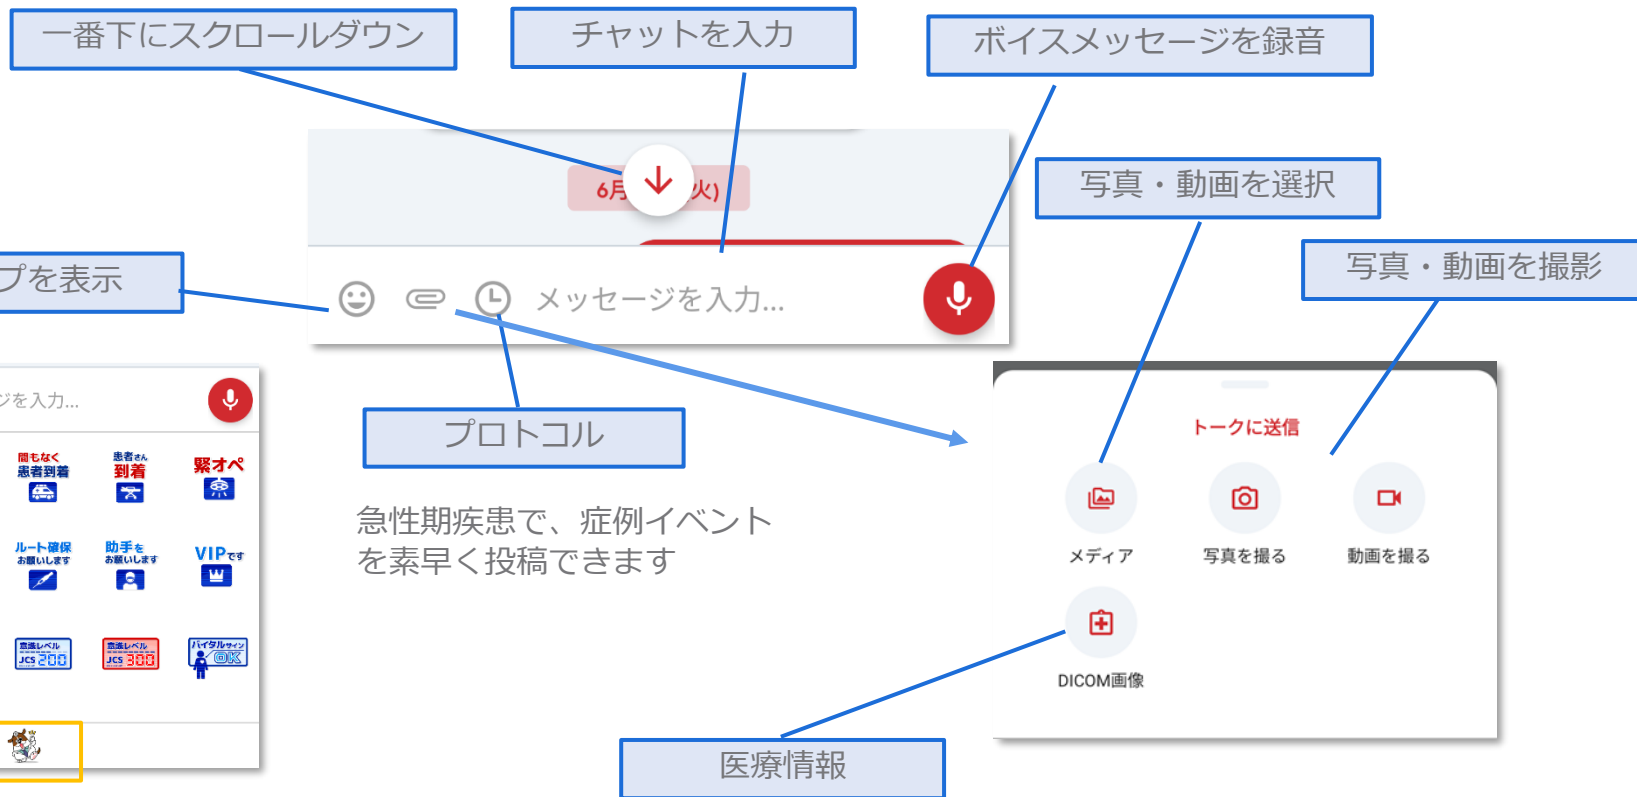 一番下にスクロールダウン
チャットを入力
ボイスメッセージを録音
写真・動画を選択
写真・動画を撮影
プを表示
6月
火)
メッセージを入力...
ジを入力...
間もなく
患者到着
患者さん
到着
緊オペ
ルート確保
お願いします
助手を
お願いします
VIPです
意識レベル
JCS 200
意識レベル
JCS 300
バイタルサイン
OK
プロトコル
急性期疾患で、症例イベント
を素早く投稿できます
トークに送信
メディア
写真を撮る
動画を撮る
DICOM画像
医療情報